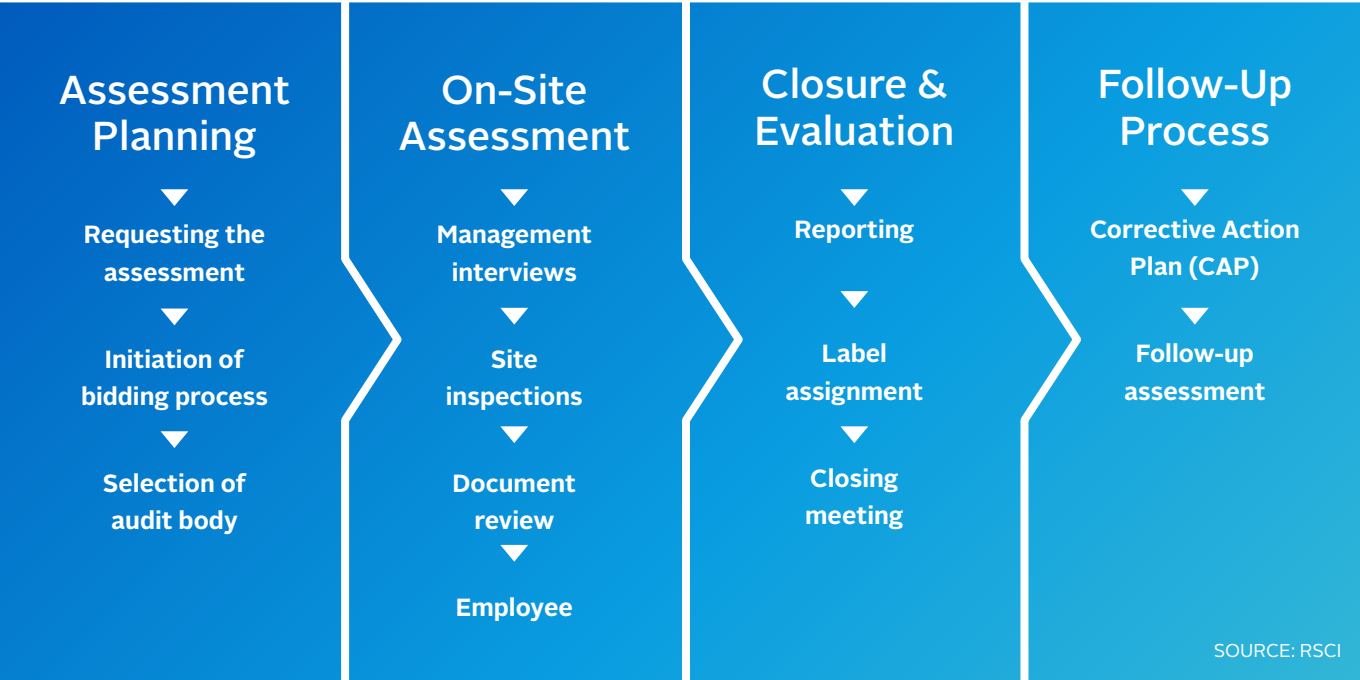 Assessment
Planning
Requesting the
assessment
Initiation of
bidding process
Selection of
audit body
On-Site
Assessment
Management
interviews
Site
inspections
Document
review
Employee
Closure &
Evaluation
Reporting
Label
assignment
Closing
meeting
Follow-Up
Process
Corrective Action
Plan (CAP)
Follow-up
assessment
SOURCE: RSCI